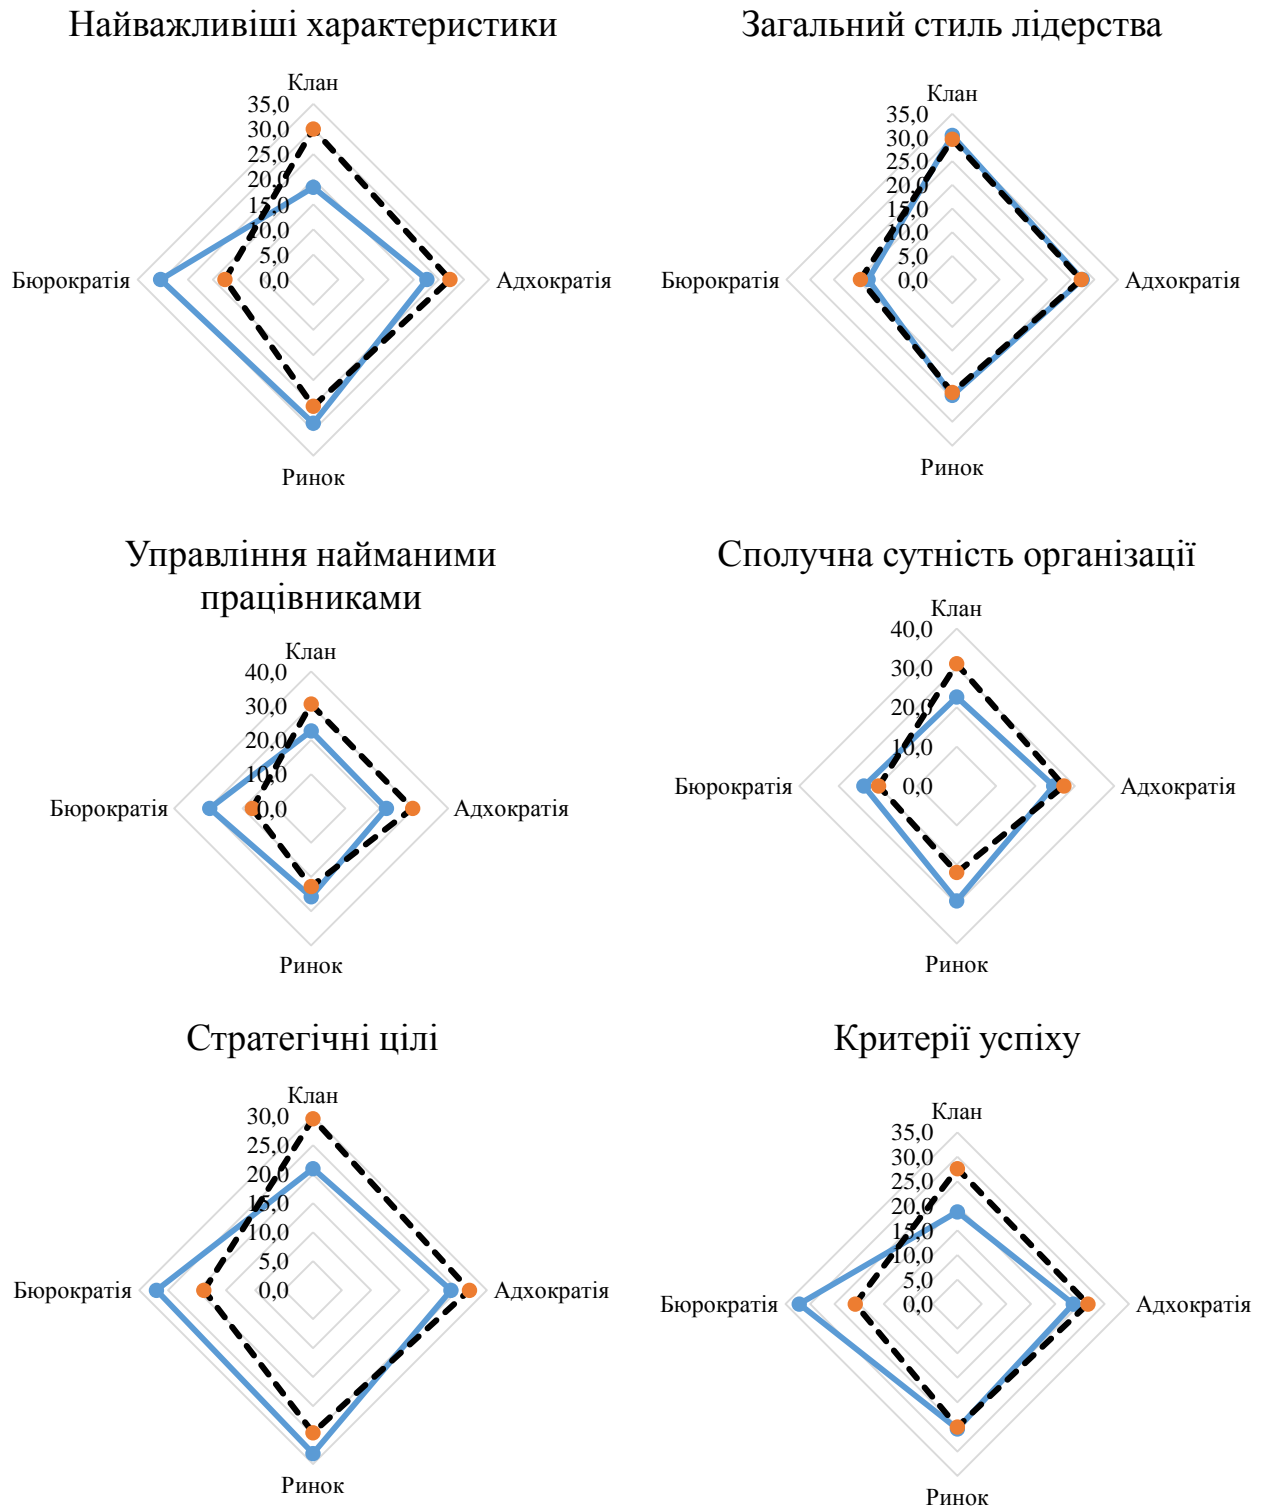 Найважливіші характеристики
Клан
35,0
30,0
25,0
20,0
15,0
10,0
5,0
0,0
Бюрократія
Адхократія
Ринок
Загальний стиль лідерства
Клан
35,0
30,0
25,0
20,0
15,0
10,0
5,0
0,0
Бюрократія
Адхократія
Ринок
Управління найманими
працівниками
Клан
40,0
30,0
20,0
10,0
0,0
Бюрократія
Адхократія
Ринок
Сполучна сутність організації
Клан
40,0
30,0
20,0
10,0
0,0
Бюрократія
Адхократія
Ринок
Стратегічні цілі
Клан
30,0
25,0
20,0
15,0
10,0
5,0
0,0
Бюрократія
Адхократія
Ринок
Критерії успіху
Клан
35,0
30,0
25,0
20,0
15,0
10,0
5,0
0,0
Бюрократія
Адхократія
Ринок